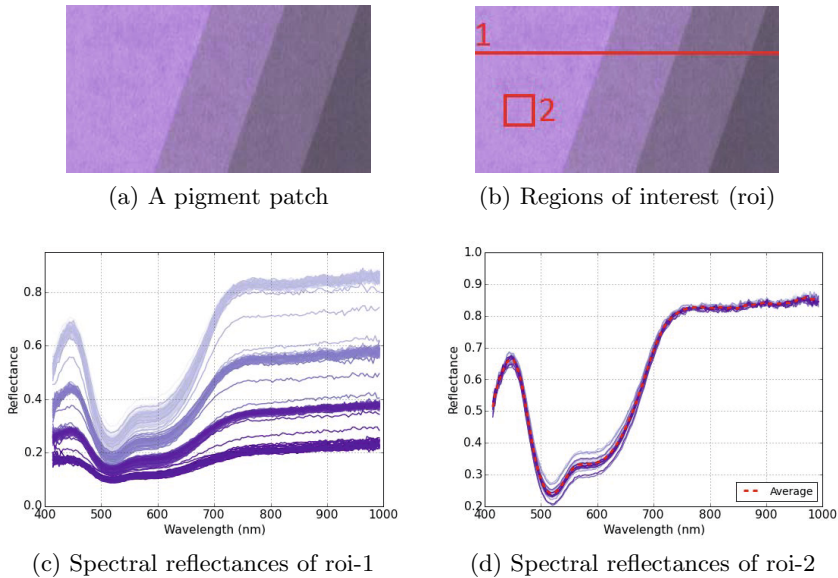 1
2
(a) A pigment patch
(b) Regions of interest (roi)
0.8
0.6
0.4
0.2
0.0
Reflectance
400 500 600 700 800 900 1000
Wavelength (nm)
1.0
0.9
0.8
0.7
0.6
0.5
0.4
0.3
0.2
Reflectance
Average
400 500 600 700 800 900 1000
Wavelength (nm)
(c) Spectral reflectances of roi-1
(d) Spectral reflectances of roi-2